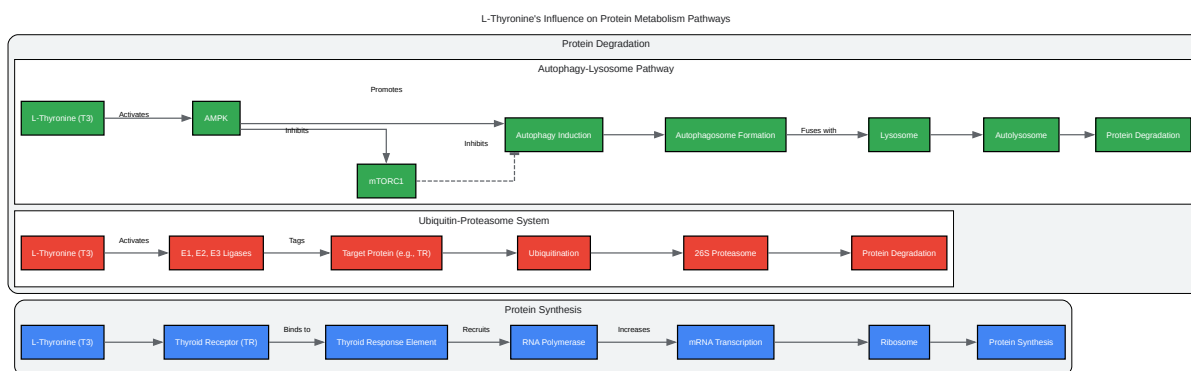 L-Thyronine's Influence on Protein Metabolism Pathways
Protein Degradation
Autophagy-Lysosome Pathway
Promotes
L-Thyronine (T3)
Activates
AMPK
Inhibits
Inhibits
mTORC1
Autophagy Induction
Autophagosome Formation
Fuses with
Lysosome
Autolysosome
Protein Degradation
Ubiquitin-Proteasome System
L-Thyronine (T3)
Activates
E1, E2, E3 Ligases
Tags
Target Protein (e.g., TR)
Ubiquitination
26S Proteasome
Protein Degradation
Protein Synthesis
L-Thyronine (T3)
Thyroid Receptor (TR)
Binds to
Thyroid Response Element
Recruits
RNA Polymerase
Increases
mRNA Transcription
Ribosome
Protein Synthesis